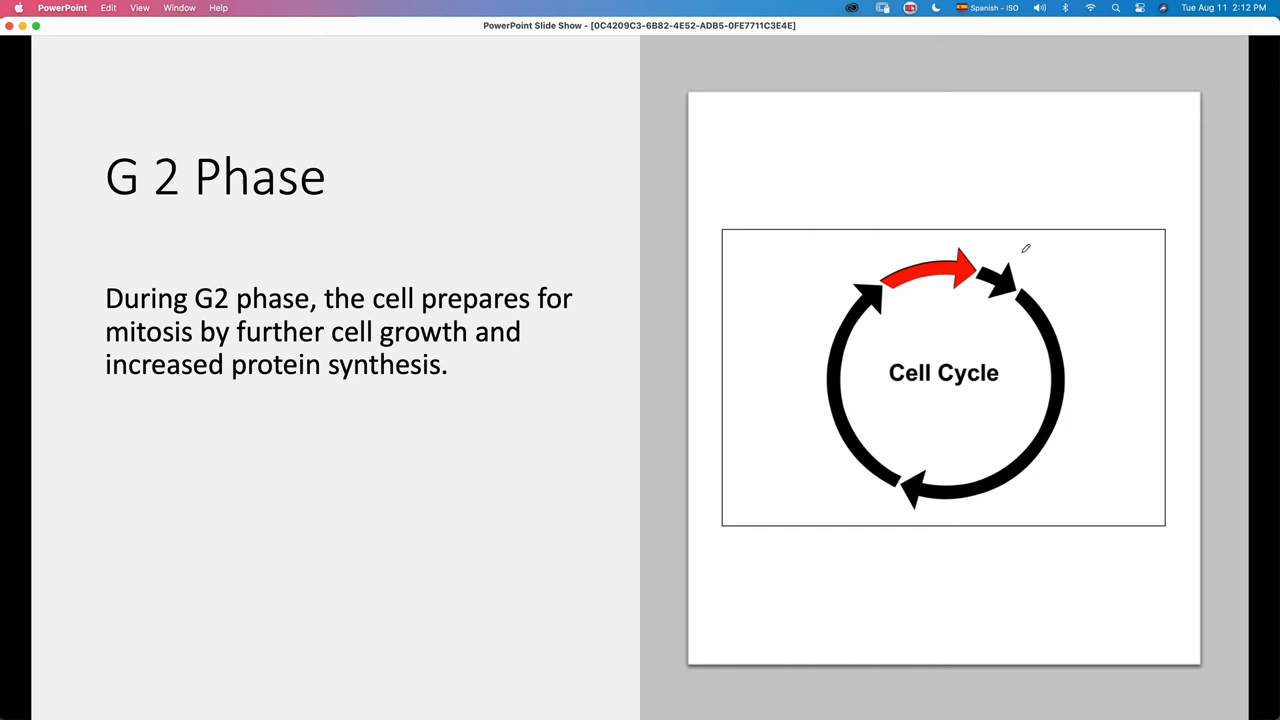 PowerPoint Edit View Window Help
Spanish - ISO
Tue Aug 11 2:12 PM
PowerPoint Slide Show - [0C4209C3-6B82-4E52-ADB5-0FE7711C3E4E]
G 2 Phase
During G2 phase, the cell prepares for
mitosis by further cell growth and
increased protein synthesis.
Cell Cycle